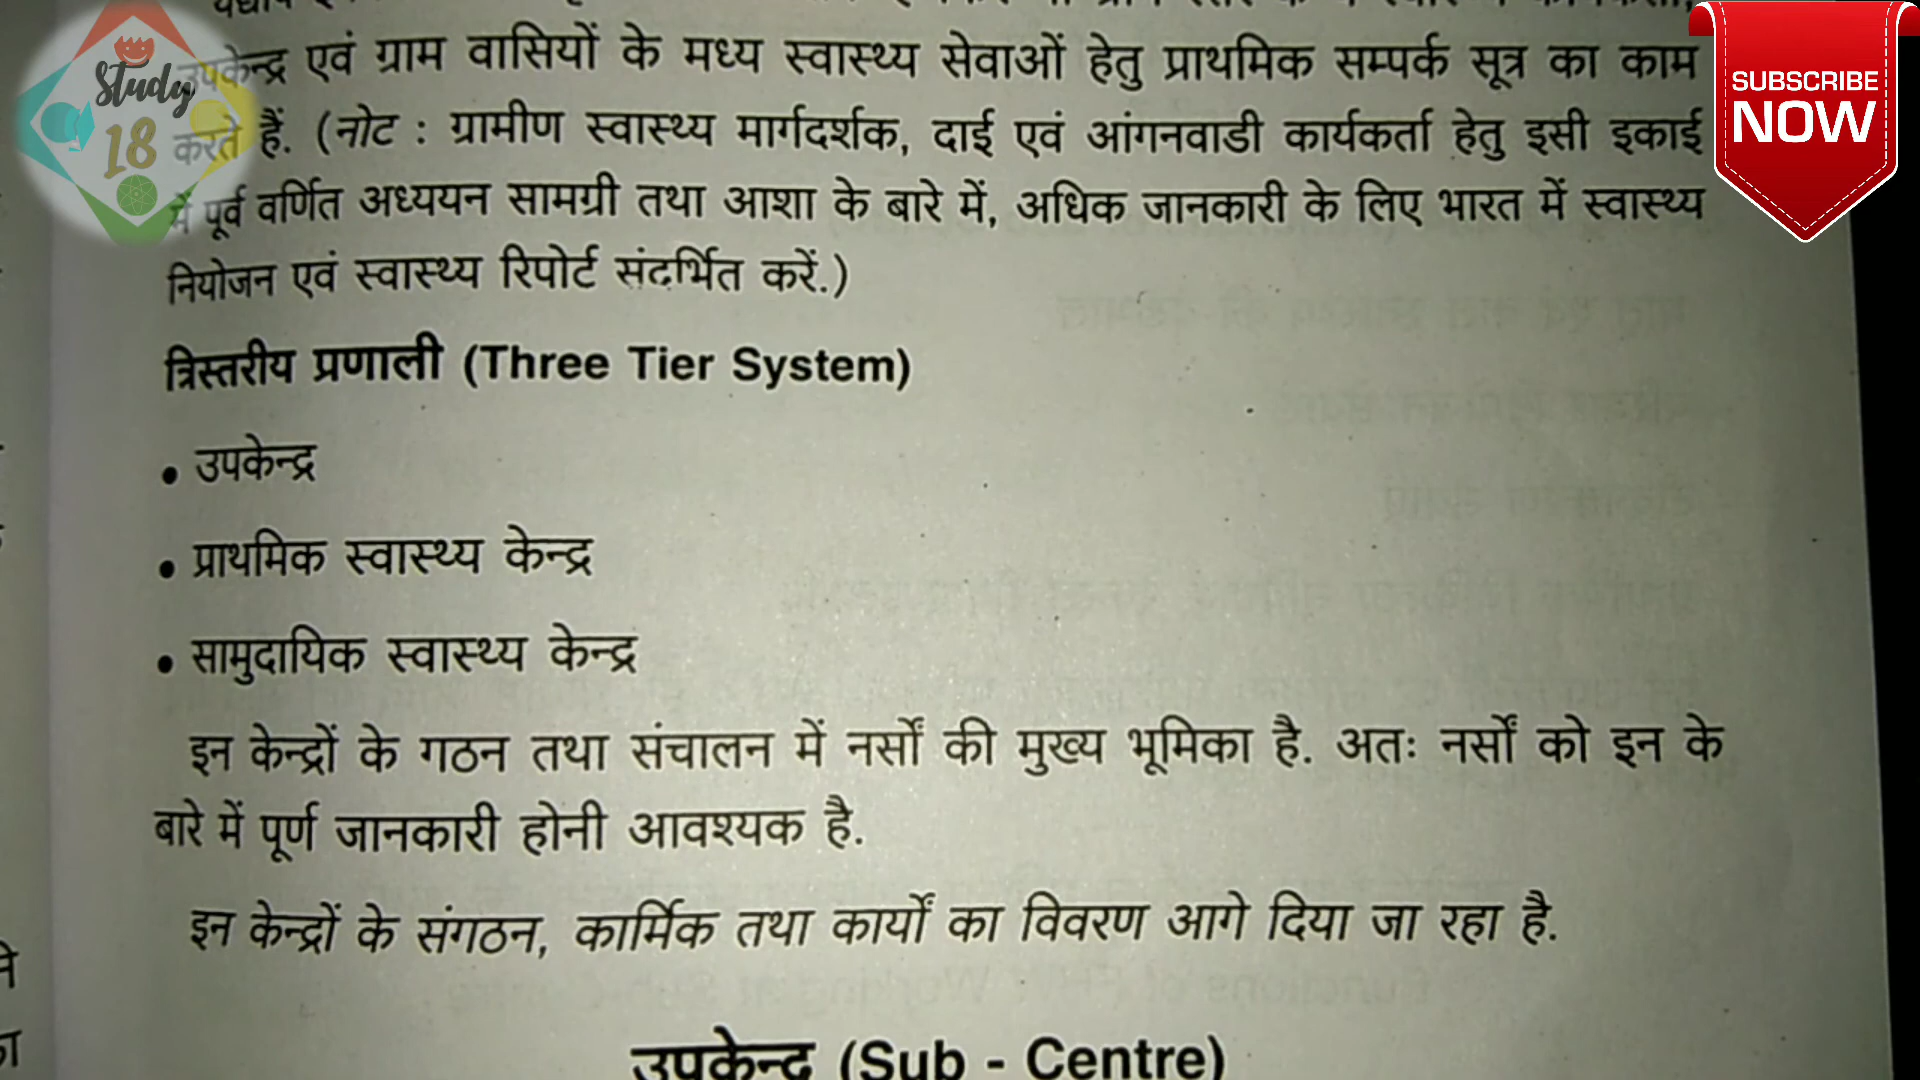 उपकेन्द्र एवं ग्राम वासियों के मध्य स्वास्थ्य सेवाओं हेतु प्राथमिक सम्पर्क सूत्र का काम
करते हैं. (नोट : ग्रामीण स्वास्थ्य मार्गदर्शक, दाई एवं आंगनवाडी कार्यकर्ता हेतु इसी इकाई
में पूर्व वर्णित अध्ययन सामग्री तथा आशा के बारे में, अधिक जानकारी के लिए भारत में स्वास्थ्य
नियोजन एवं स्वास्थ्य रिपोर्ट संदर्भित करें.)
त्रिस्तरीय प्रणाली (Three Tier System)
• उपकेन्द्र
• प्राथमिक स्वास्थ्य केन्द्र
• सामुदायिक स्वास्थ्य केन्द्र
इन केन्द्रों के गठन तथा संचालन में नर्सों की मुख्य भूमिका है. अतः नर्सों को इन के
बारे में पूर्ण जानकारी होनी आवश्यक है.
इन केन्द्रों के संगठन, कार्मिक तथा कार्यों का विवरण आगे दिया जा रहा है.
उपकेन्द्र (Sub - Centre)
Study
18
SUBSCRIBE
NOW